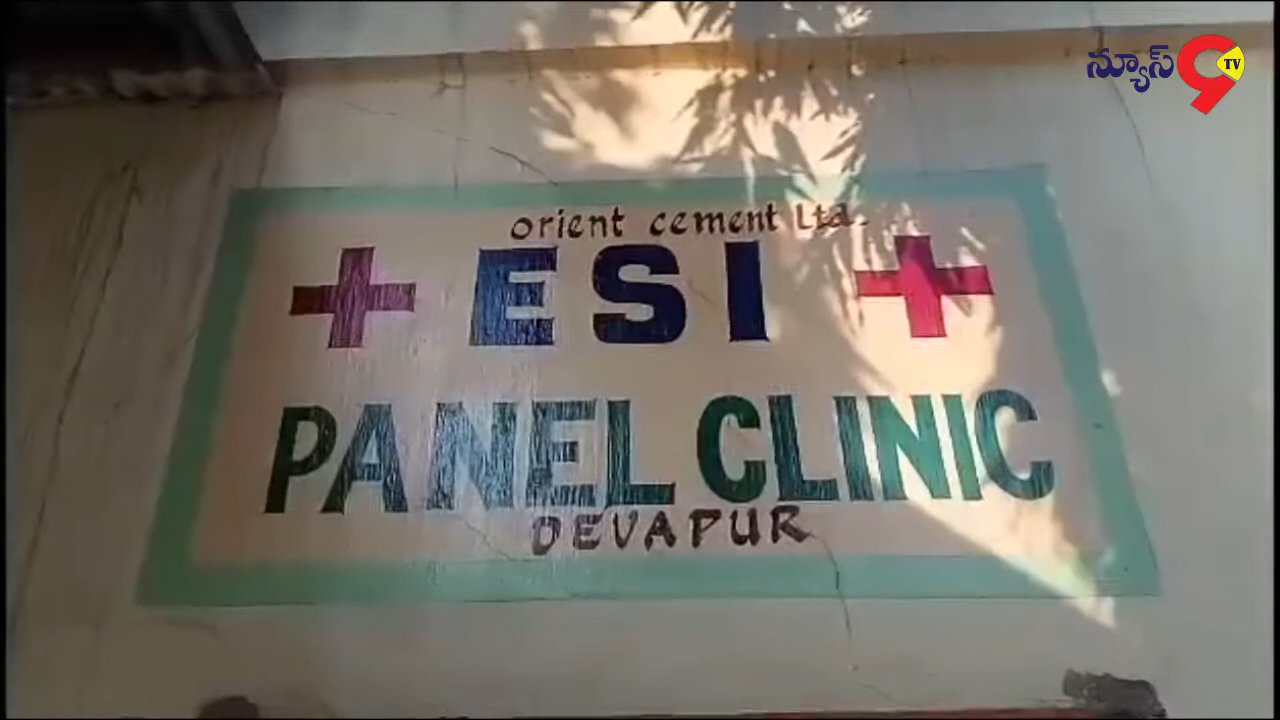 న్యూస్ 9 TV
orient cement Ltd.
ESI
PANEL CLINIC
DEVAPUR